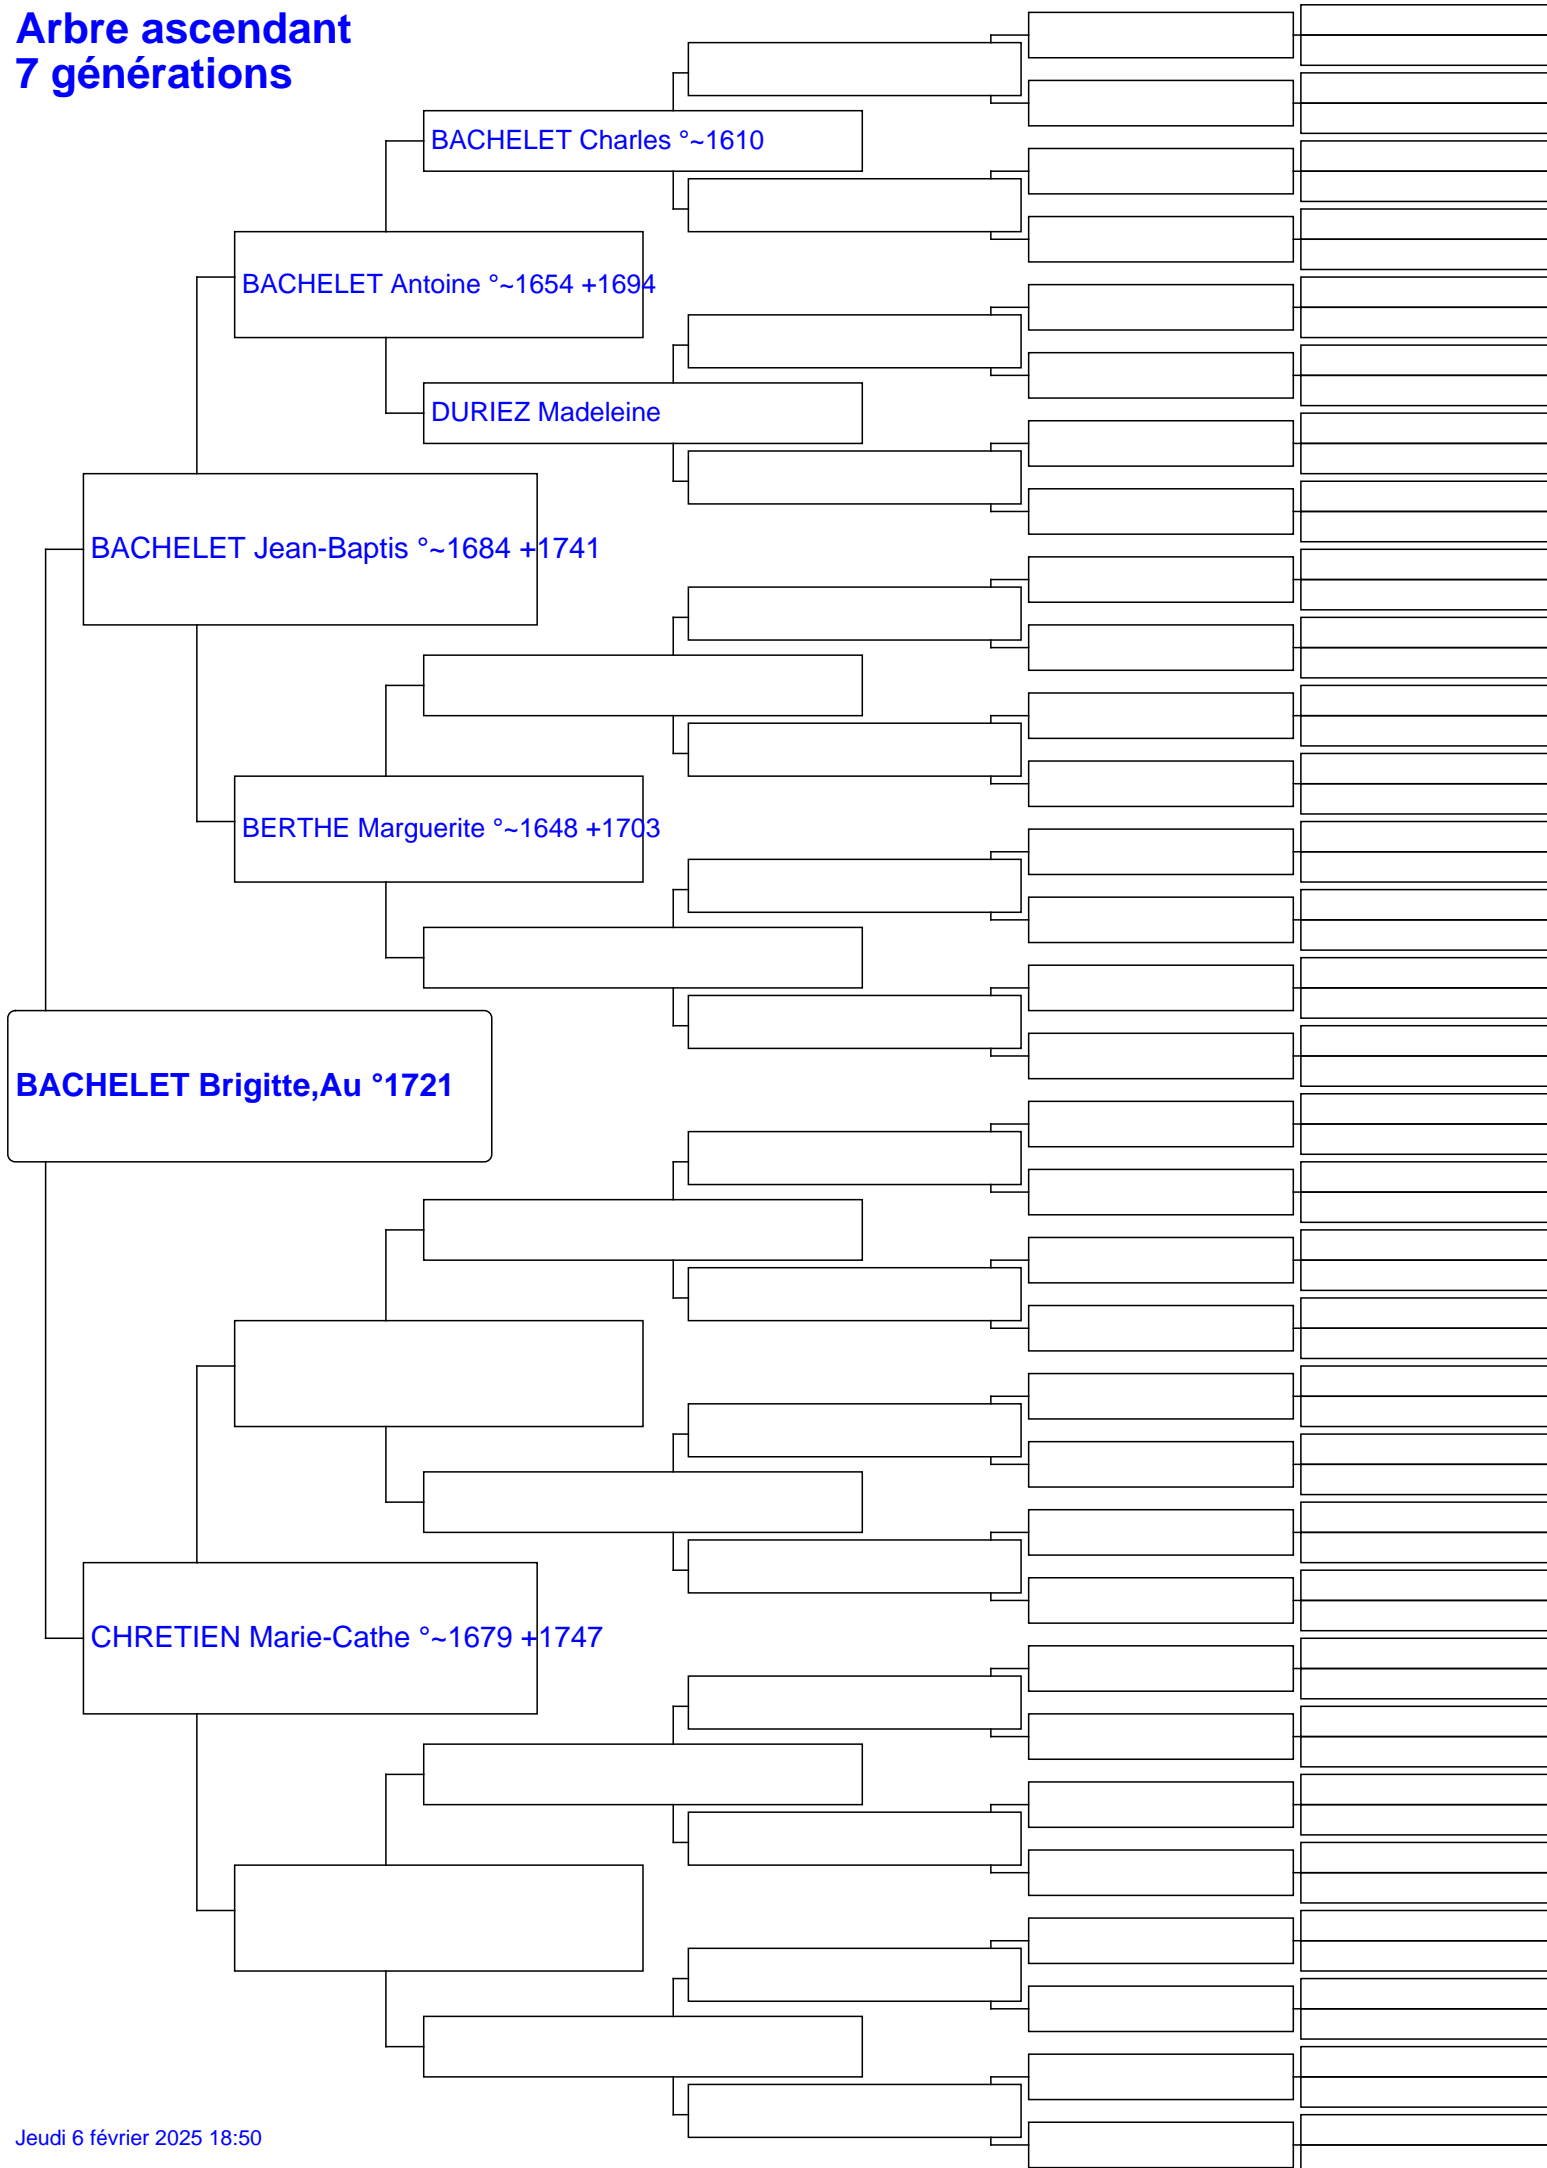 Arbre ascendant
7 générations
BACHELET Charles °~1610
BACHELET Antoine °~1654 +1694
DURIEZ Madeleine
BACHELET Jean-Baptis °~1684 +1741
BERTHE Marguerite °~1648 +1703
BACHELET Brigitte,Au °1721
CHRETIEN Marie-Cathe °~1679 +1747
Jeudi 6 février 2025 18:50